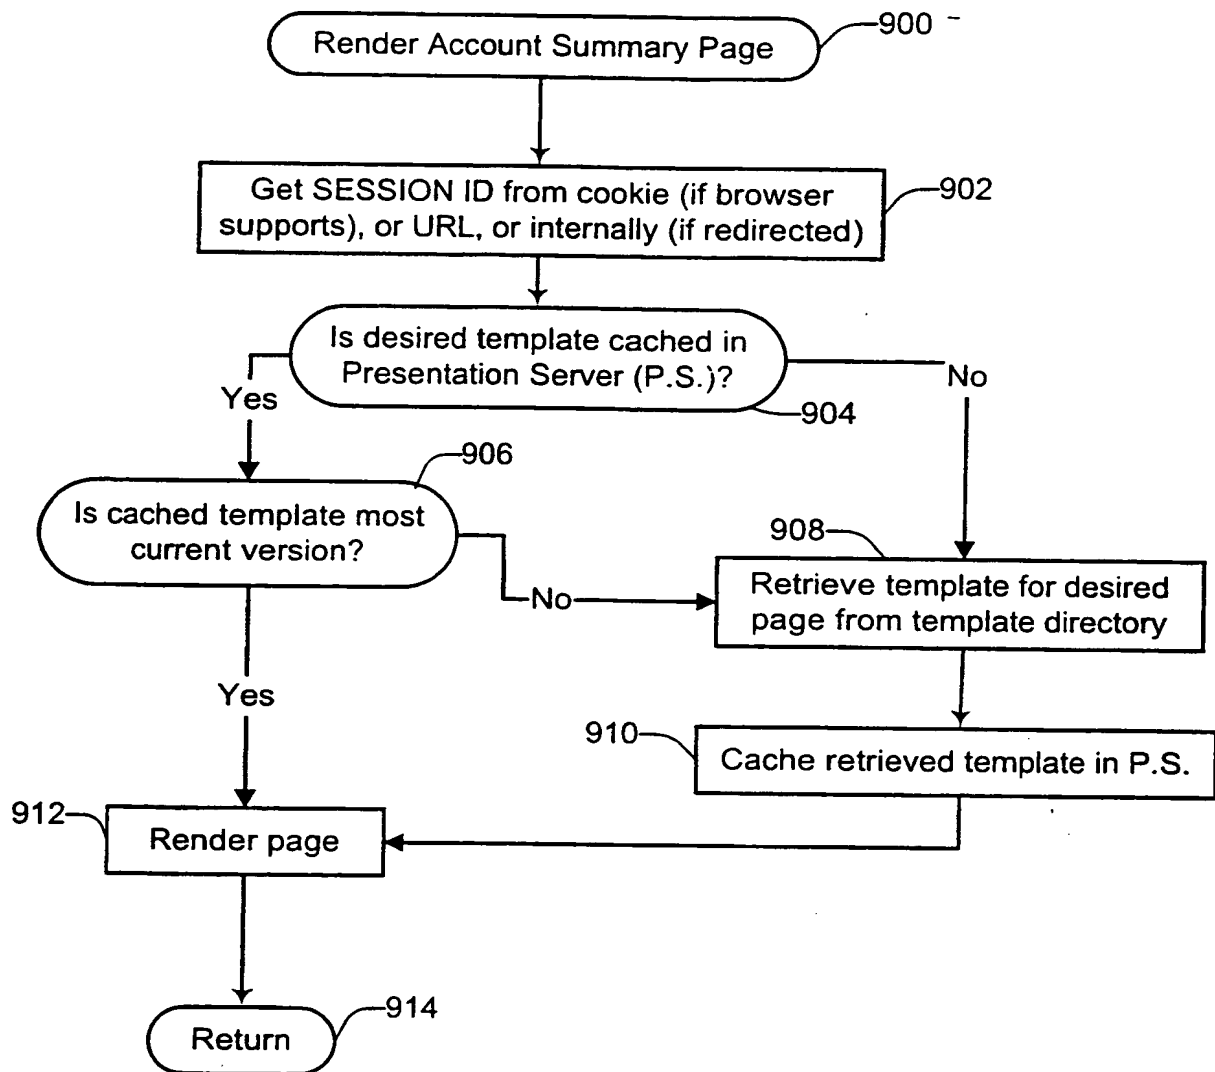 Render Account Summary Page
900
Get SESSION ID from cookie (if browser
supports), or URL, or internally (if redirected)
902
Is desired template cached in
Presentation Server (P.S.)?
904
Yes
No
906
Is cached template most
current version?
908
Retrieve template for desired
page from template directory
No
Yes
910
Cache retrieved template in P.S.
912
Render page
914
Return